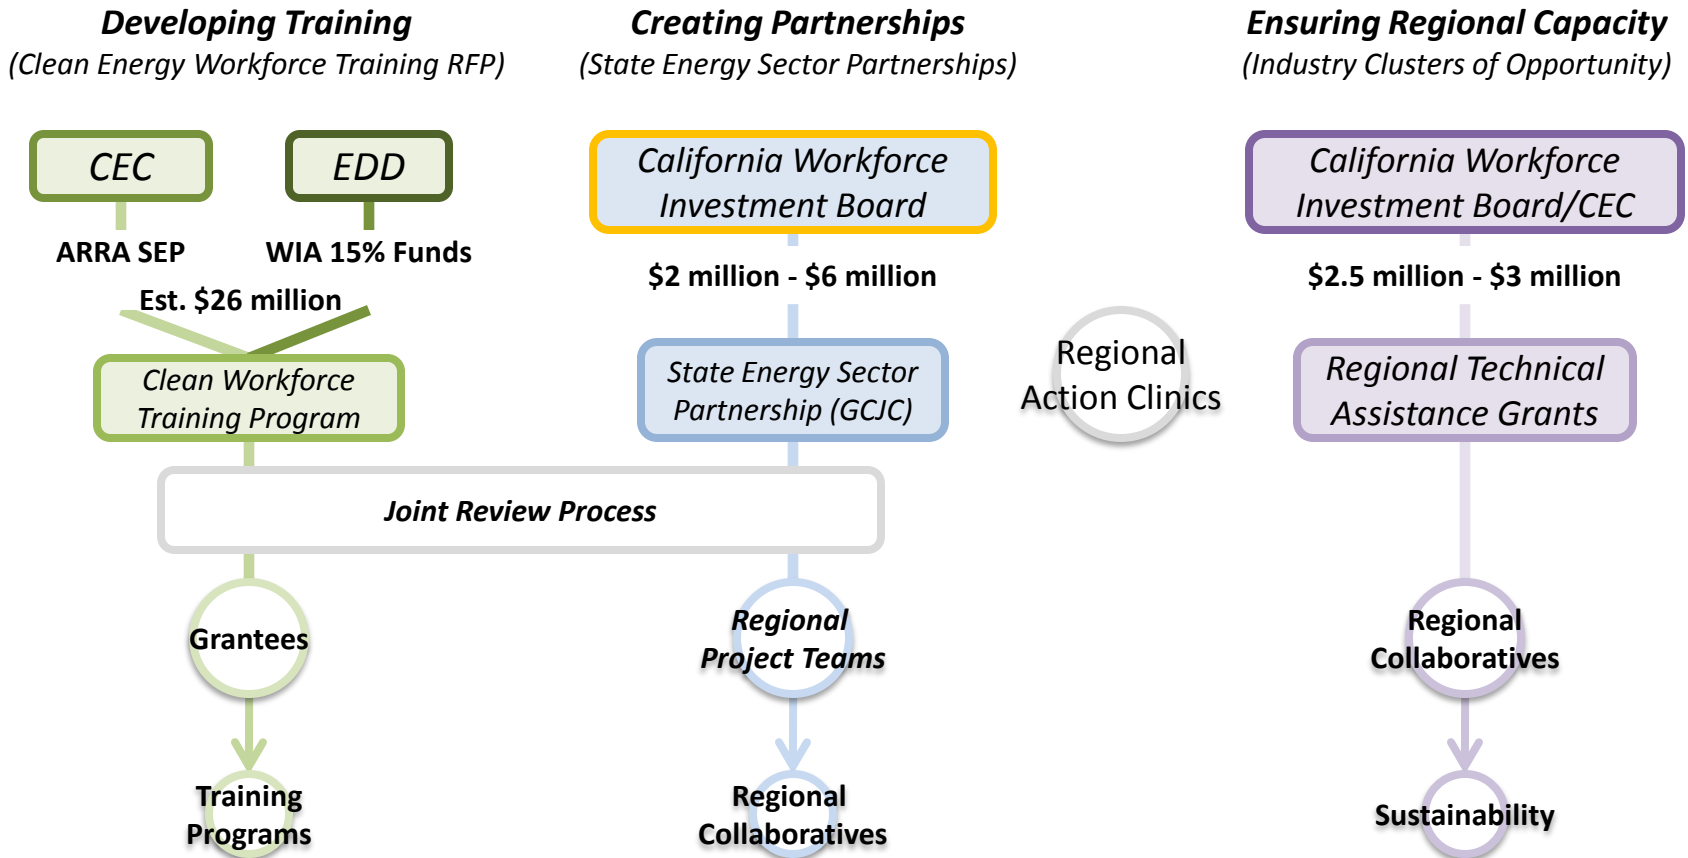 Developing Training
(Clean Energy Workforce Training RFP)
CEC
EDD
ARRA SEP
WIA 15% Funds
Est. $26 million
Clean Workforce
Training Program
Creating Partnerships
(State Energy Sector Partnerships)
California Workforce
Investment Board
$2 million - $6 million
State Energy Sector
Partnership (GCJC)
Regional
Action Clinics
Ensuring Regional Capacity
(Industry Clusters of Opportunity)
California Workforce
Investment Board/CEC
$2.5 million - $3 million
Regional Technical
Assistance Grants
Joint Review Process
Grantees
Training
Programs
Regional
Project Teams
Regional
Collaboratives
Regional
Collaboratives
Sustainability